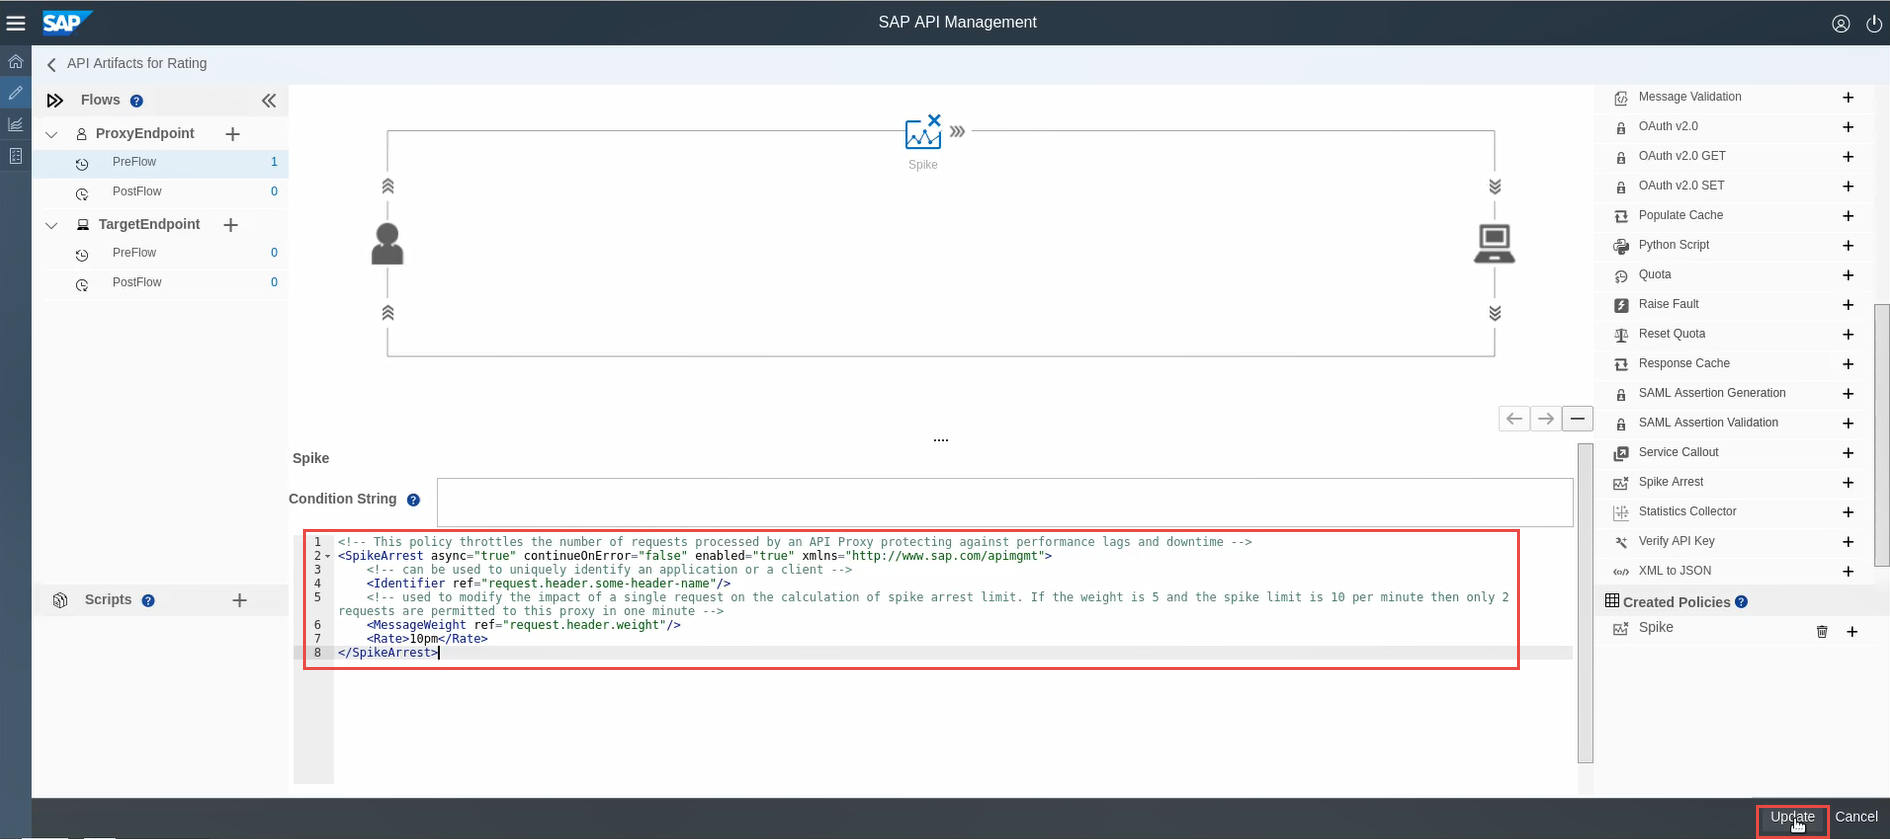 SAP
SAP API Management
API Artifacts for Rating
Flows ?
ProxyEndpoint
PreFlow 1
PostFlow 0
TargetEndpoint
PreFlow 0
PostFlow 0
Scripts ?
Spike
....
Spike
Condition String ?
1 <!-- This policy throttles the number of requests processed by an API Proxy protecting against performance lags and downtime -->
2 <SpikeArrest async="true" continueOnError="false" enabled="true" xmlns="http://www.sap.com/apimgmt">
3 <!-- can be used to uniquely identify an application or a client -->
4 <Identifier ref="request.header.some-header-name"/>
5 <!-- used to modify the impact of a single request on the calculation of spike arrest limit. If the weight is 5 and the spike limit is 10 per minute then only 2
requests are permitted to this proxy in one minute -->
6 <MessageWeight ref="request.header.weight"/>
7 <Rate>10pm</Rate>
8 </SpikeArrest>
Message Validation
OAuth v2.0
OAuth v2.0 GET
OAuth v2.0 SET
Populate Cache
Python Script
Quota
Raise Fault
Reset Quota
Response Cache
SAML Assertion Generation
SAML Assertion Validation
Service Callout
Spike Arrest
Statistics Collector
Verify API Key
XML to JSON
Created Policies ?
Spike
Update Cancel